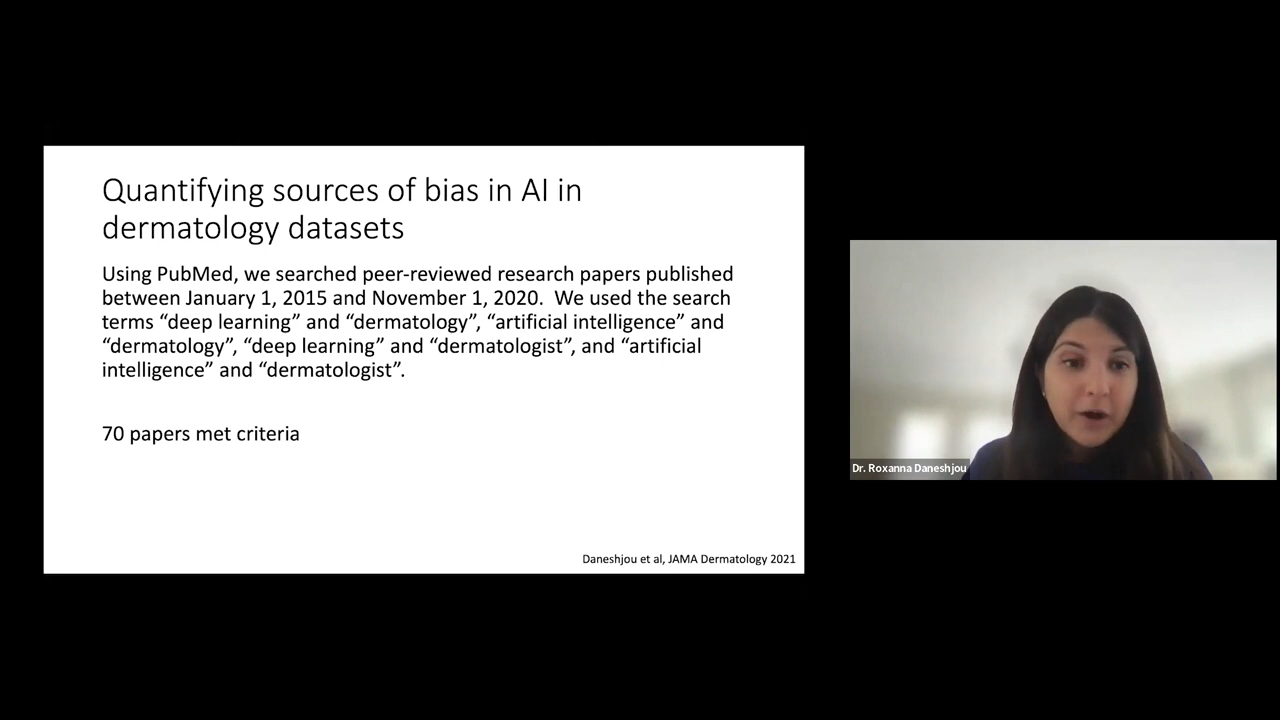 Quantifying sources of bias in AI in
dermatology datasets
Using PubMed, we searched peer-reviewed research papers published
between January 1, 2015 and November 1, 2020.  We used the search
terms “deep learning” and “dermatology”, “artificial intelligence” and
“dermatology”, “deep learning” and “dermatologist”, and “artificial
intelligence” and “dermatologist”.
70 papers met criteria
Daneshjou et al, JAMA Dermatology 2021
Dr. Roxanna Daneshjou